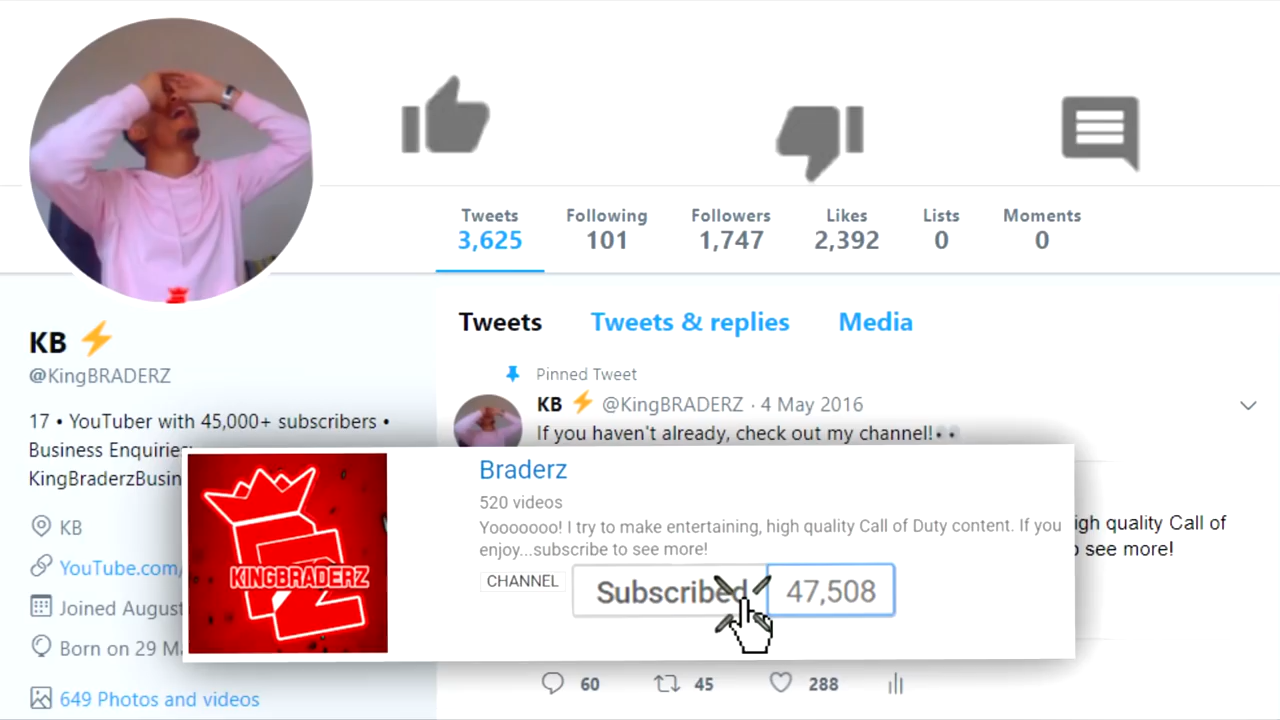 Tweets Following Followers Likes Lists Moments
3,625 101 1,747 2,392 0 0
KB ⚡
@KingBRADERZ
17 • YouTuber with 45,000+ subscribers •
Business Enquiries
KingBraderzBusin
KB
YouTube.com/
Joined August
Born on 29 M
649 Photos and videos
Tweets Tweets & replies Media
Pinned Tweet
KB ⚡ @KingBRADERZ · 4 May 2016
If you haven't already, check out my channel!👀
igh quality Call of
see more!
KINGBRADERZ
Braderz
520 videos
Yooooooo! I try to make entertaining, high quality Call of Duty content. If you
enjoy...subscribe to see more!
CHANNEL
Subscribed 47,508
60 45 288